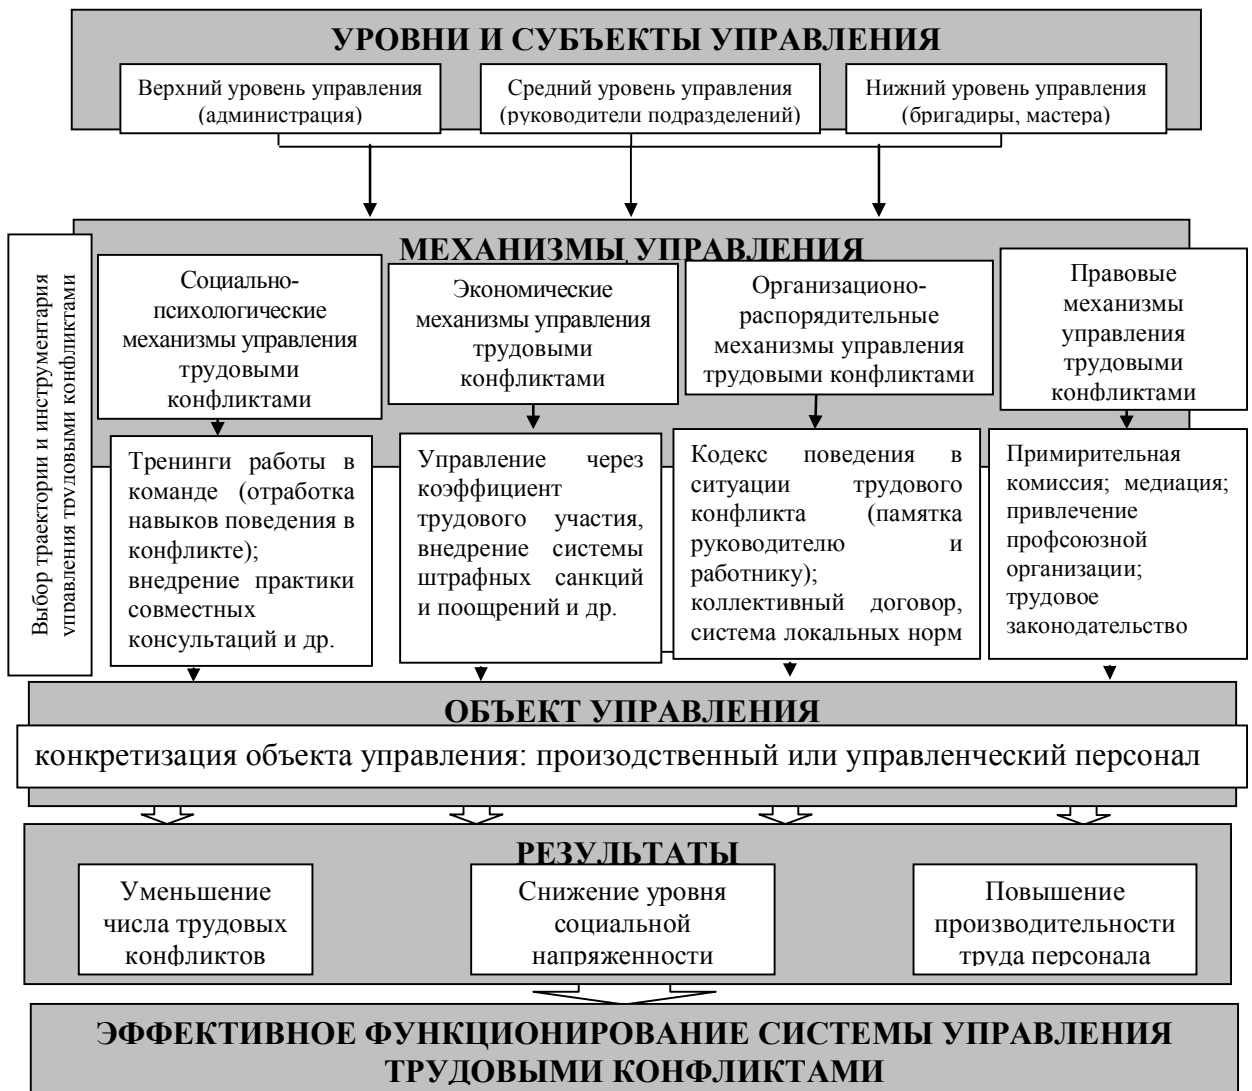 УРОВНИ И СУБЪЕКТЫ УПРАВЛЕНИЯ
Верхний уровень управления
(администрация)
Средний уровень управления
(руководители подразделений)
Нижний уровень управления
(бригадиры, мастера)
Выбор траектории и инструментария
управления трудовыми конфликтами
МЕХАНИЗМЫ УПРАВЛЕНИЯ
Социально-
психологические
механизмы управления
трудовыми
конфликтами
Экономические
механизмы управления
трудовыми
конфликтами
Организационо-
распорядительные
механизмы управления
трудовыми конфликтами
Правовые
механизмы
управления
трудовыми
конфликтами
Тренинги работы в
команде (отработка
навыков поведения в
конфликте);
внедрение практики
совместных
консультаций и др.
Управление через
коэффициент
трудового участия,
внедрение системы
штрафных санкций
и поощрений и др.
Кодекс поведения в
ситуации трудового
конфликта (памятка
руководителю и
работнику);
коллективный договор,
система локальных норм
Примирительная
комиссия; медиация;
привлечение
профсоюзной
организации;
трудовое
законодательство
ОБЪЕКТ УПРАВЛЕНИЯ
конкретизация объекта управления: произодственный или управленческий персонал
РЕЗУЛЬТАТЫ
Уменьшение
числа трудовых
конфликтов
Снижение уровня
социальной
напряженности
Повышение
производительности
труда персонала
ЭФФЕКТИВНОЕ ФУНКЦИОНИРОВАНИЕ СИСТЕМЫ УПРАВЛЕНИЯ
ТРУДОВЫМИ КОНФЛИКТАМИ